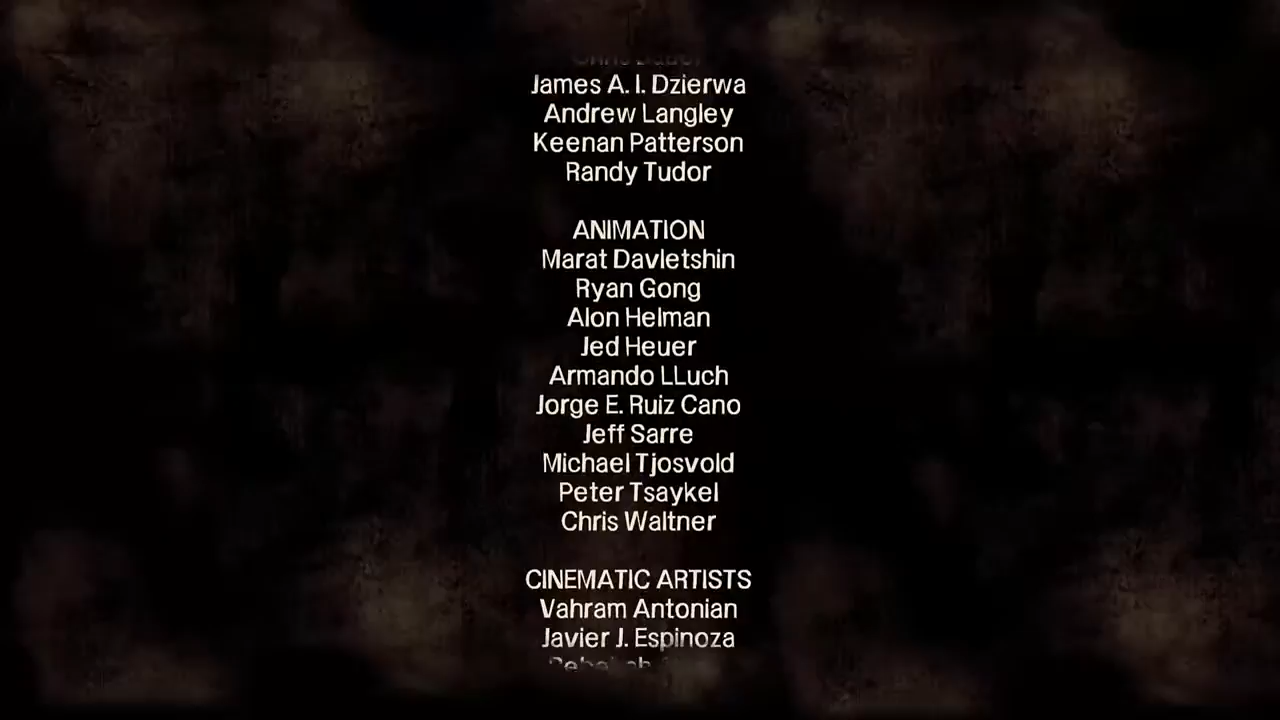 James A. I. Dzierwa
Andrew Langley
Keenan Patterson
Randy Tudor
ANIMATION
Marat Davletshin
Ryan Gong
Alon Helman
Jed Heuer
Armando LLuch
Jorge E. Ruiz Cano
Jeff Sarre
Michael Tjosvold
Peter Tsaykel
Chris Waltner
CINEMATIC ARTISTS
Vahram Antonian
Javier J. Espinoza